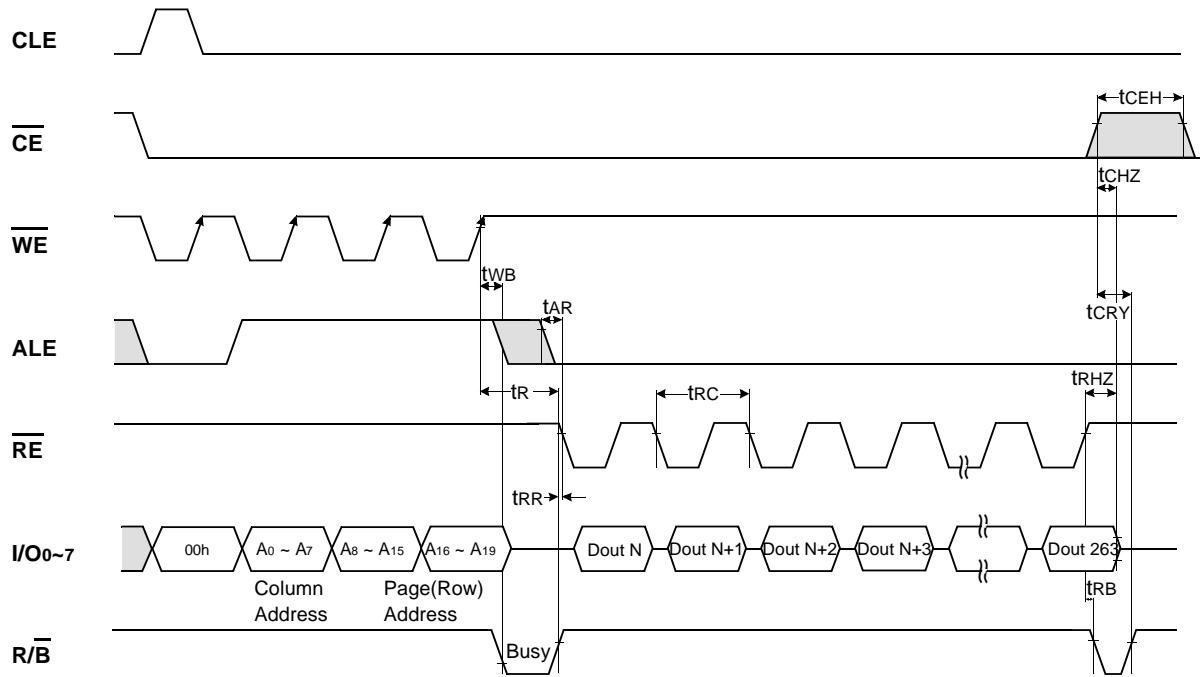 CLE
tCEH
CE
tCHZ
WE
tWB
tAR
tCRY
ALE
tR
tRC
tRHZ
RE
tRR
I/O0~7
00h
A0 ~ A7
A8 ~ A15
A16 ~ A19
Dout N
Dout N+1
Dout N+2
Dout N+3
Dout 263
Column
Address
Page(Row)
Address
tRB
R/B
Busy